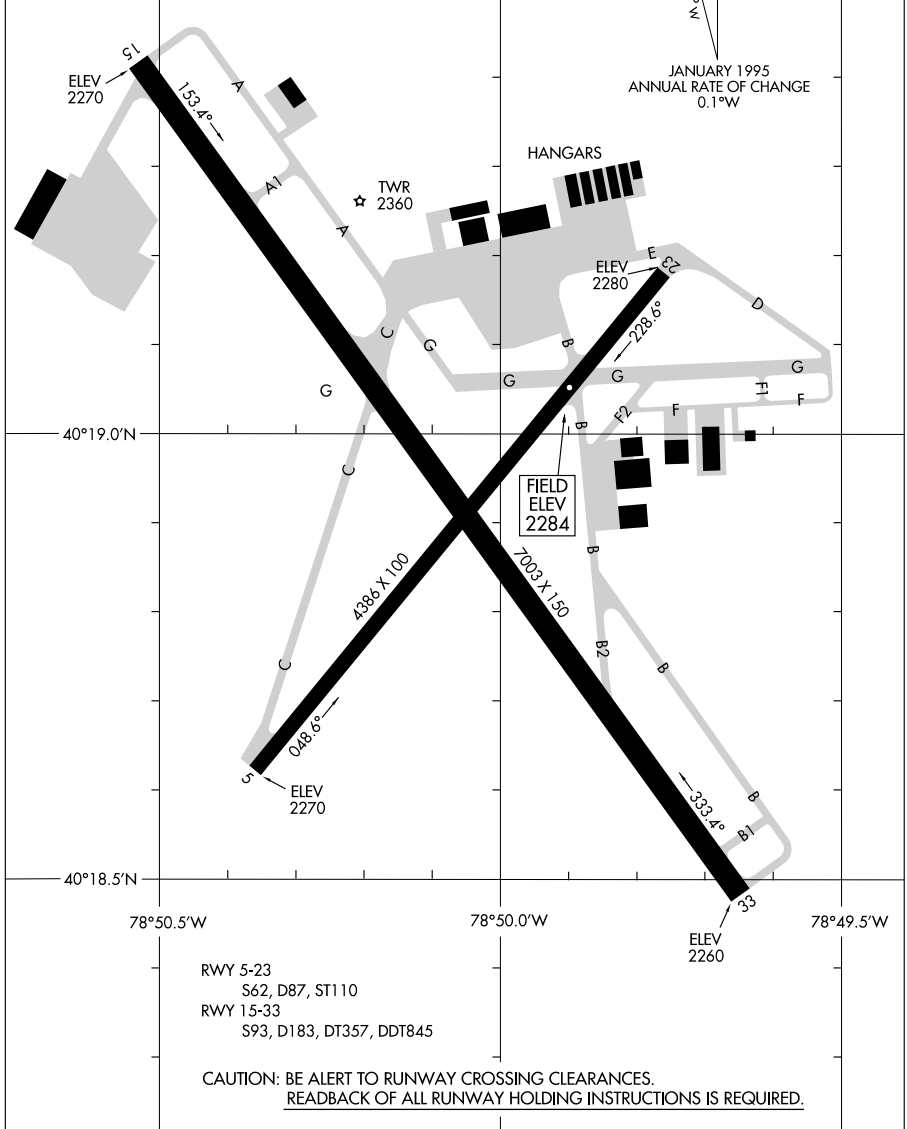 °W
JANUARY 1995
ANNUAL RATE OF CHANGE
0.1°W
15
ELEV
2270
153.4°
A
HANGARS
A1
TWR
2360
A
E
ELEV
2280
23
D
228.6°
C
G
B
G
G
G
G
F1
F
F2
F
40°19.0'N
B
C
FIELD
ELEV
2284
B
7003 X 150
4386 X 100
B2
C
B
048.6°
5
ELEV
2270
333.4°
B
B1
40°18.5'N
33
78°50.5'W
78°50.0'W
78°49.5'W
ELEV
2260
RWY 5-23
S62, D87, ST110
RWY 15-33
S93, D183, DT357, DDT845
CAUTION: BE ALERT TO RUNWAY CROSSING CLEARANCES.
READBACK OF ALL RUNWAY HOLDING INSTRUCTIONS IS REQUIRED.